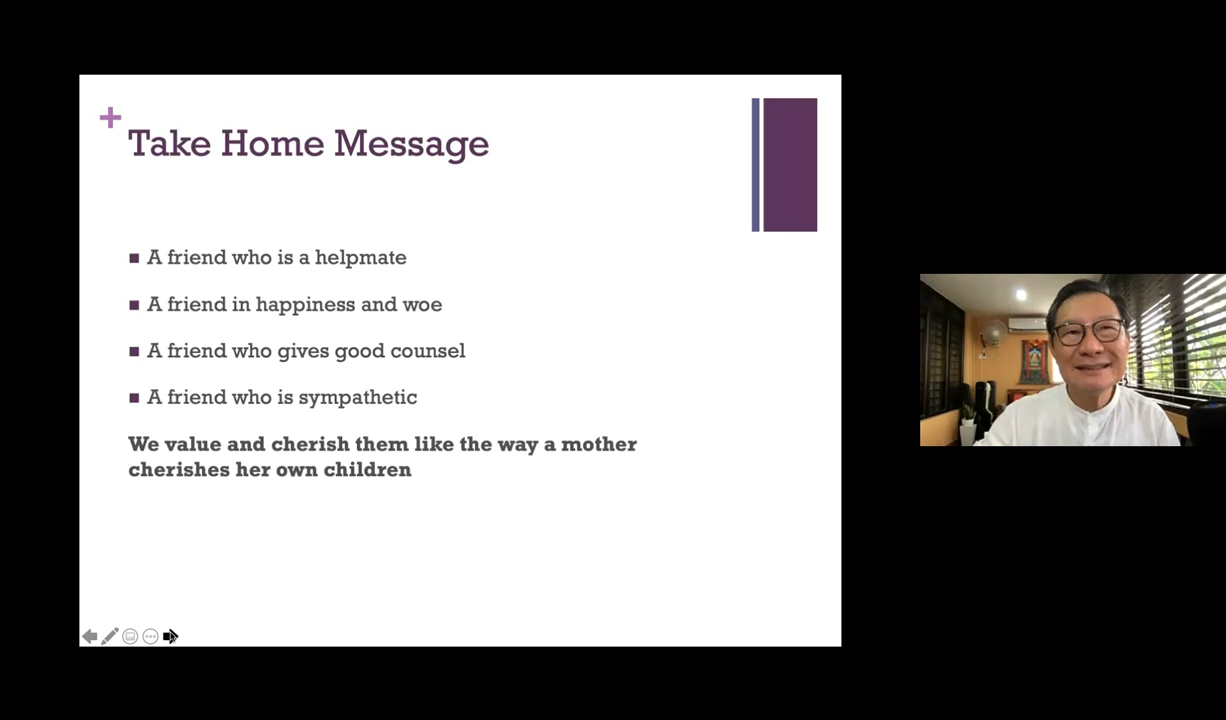 Take Home Message
A friend who is a helpmate
A friend in happiness and woe
A friend who gives good counsel
A friend who is sympathetic
We value and cherish them like the way a mother
cherishes her own children